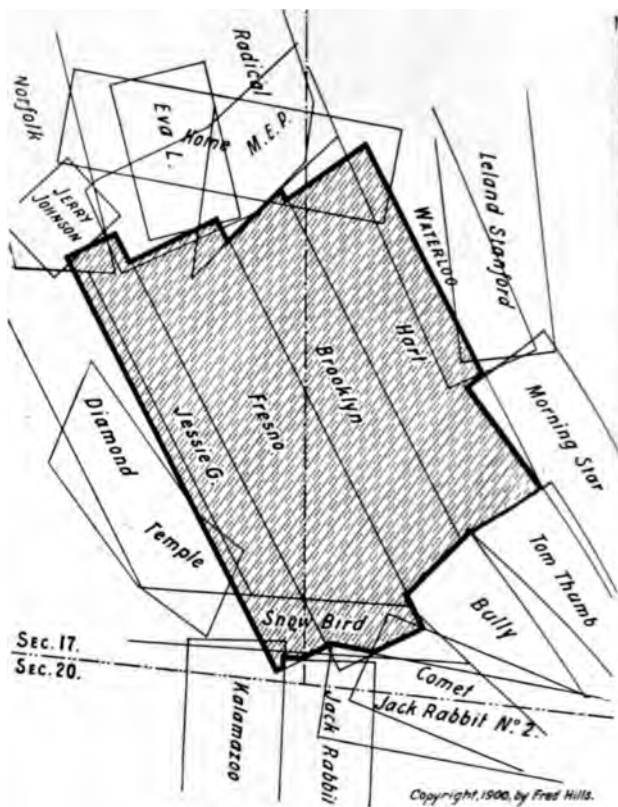 Radical
Norfolk
Eva L.
Home
M.E.P.
JERRY
JOHNSON
Leland Stanford
WATERLOO
Hart
Brooklyn
Fresno
Jessie G.
Morning Star
Diamond
Temple
Tom Thumb
Bully
Snow Bird
SEC. 17.
SEC. 20.
Comet
Kalamazoo
Jack Rabbit
Jack Rabbit No. 2.
Copyright, 1900, by Fred Hills.